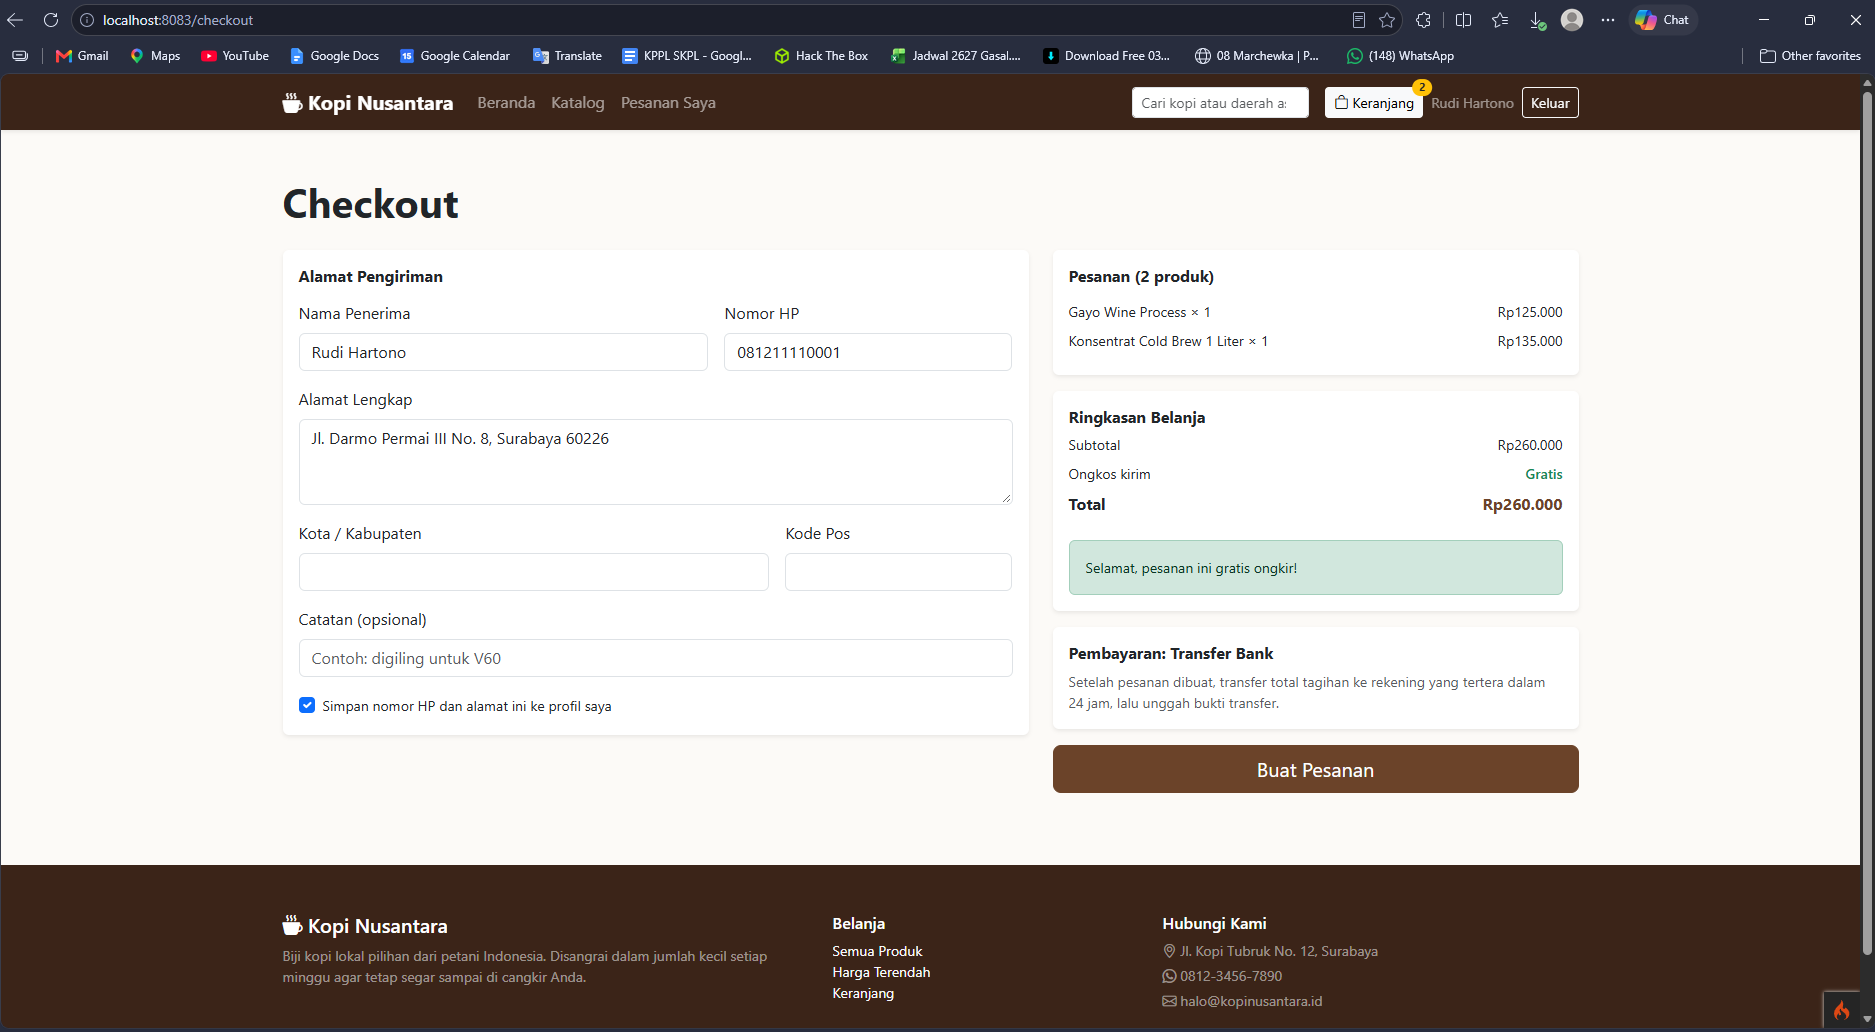 localhost:8083/checkout
Chat
Gmail
Maps
YouTube
Google Docs
Google Calendar
Translate
KPPL SKPL - Googl...
Hack The Box
Jadwal 2627 Gasal....
Download Free 03...
08 Marchewka | P...
(148) WhatsApp
Other favorites
Kopi Nusantara
Beranda
Katalog
Pesanan Saya
Cari kopi atau daerah a
Keranjang
2
Rudi Hartono
Keluar
Checkout
Alamat Pengiriman
Nama Penerima
Nomor HP
Rudi Hartono
081211110001
Alamat Lengkap
Jl. Darmo Permai III No. 8, Surabaya 60226
Kota / Kabupaten
Kode Pos
Catatan (opsional)
Contoh: digiling untuk V60
Simpan nomor HP dan alamat ini ke profil saya
Pesanan (2 produk)
Gayo Wine Process × 1 Rp125.000
Konsentrat Cold Brew 1 Liter × 1 Rp135.000
Ringkasan Belanja
Subtotal Rp260.000
Ongkos kirim Gratis
Total Rp260.000
Selamat, pesanan ini gratis ongkir!
Pembayaran: Transfer Bank
Setelah pesanan dibuat, transfer total tagihan ke rekening yang tertera dalam
24 jam, lalu unggah bukti transfer.
Buat Pesanan
Kopi Nusantara
Biji kopi lokal pilihan dari petani Indonesia. Disangrai dalam jumlah kecil setiap
minggu agar tetap segar sampai di cangkir Anda.
Belanja
Semua Produk
Harga Terendah
Keranjang
Hubungi Kami
Jl. Kopi Tubruk No. 12, Surabaya
0812-3456-7890
halo@kopinusantara.id